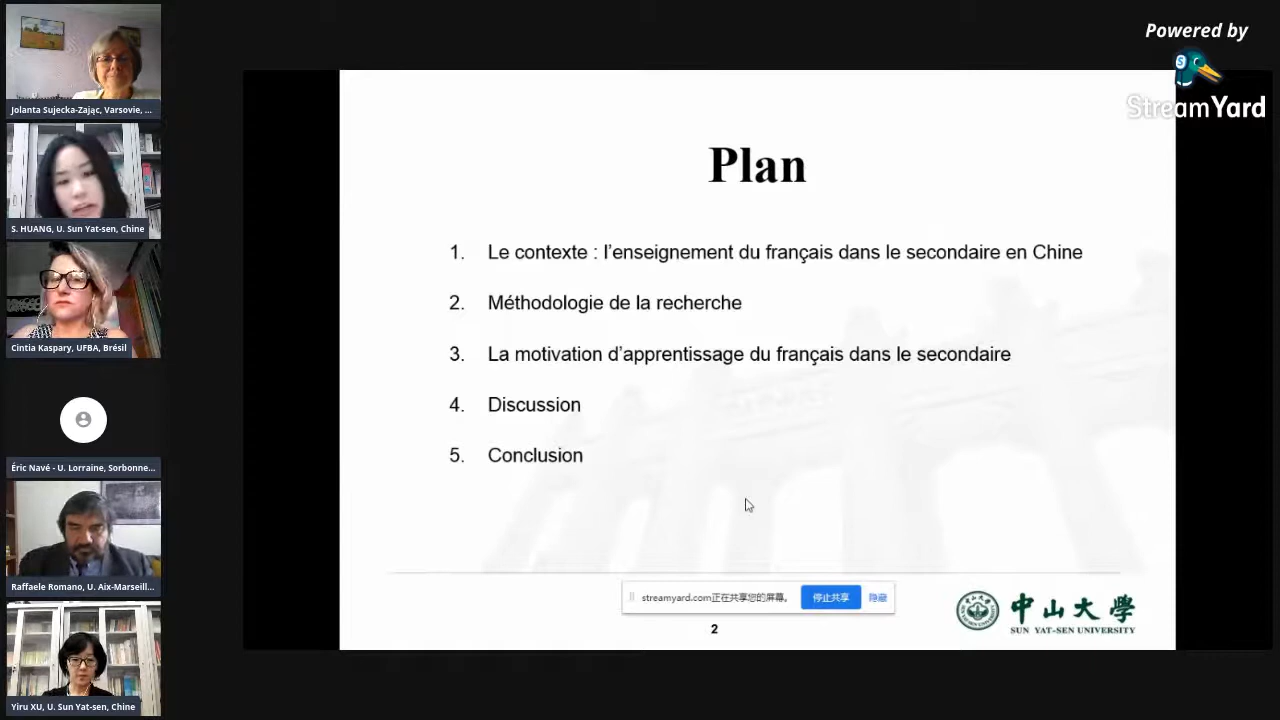 Powered by
StreamYard
Jolanta Sujecka-Zając, Varsovie, ...
S. HUANG, U. Sun Yat-sen, Chine
Cintia Kaspary, UFBA, Brésil
Éric Navé - U. Lorraine, Sorbonne...
Raffaele Romano, U. Aix-Marseill...
Yiru XU, U. Sun Yat-sen, Chine
Plan
1. Le contexte : l’enseignement du français dans le secondaire en Chine
2. Méthodologie de la recherche
3. La motivation d’apprentissage du français dans le secondaire
4. Discussion
5. Conclusion
streamyard.com正在共享您的屏幕。 停止共享 隐藏
2
中山大學
SUN YAT-SEN UNIVERSITY